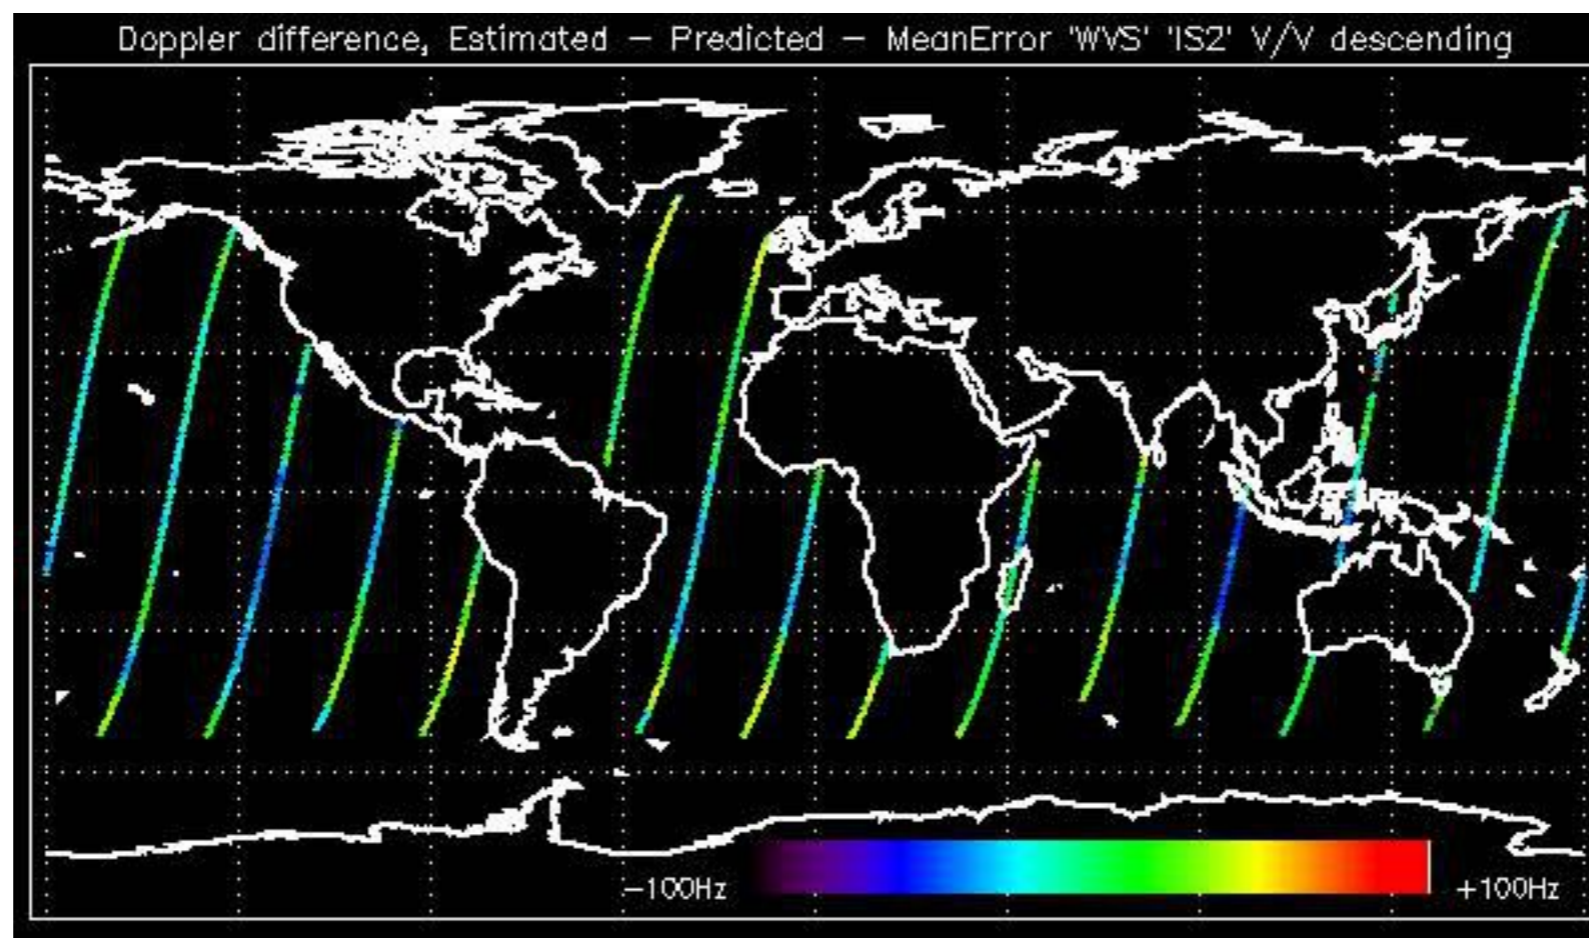 Doppler difference, Estimated – Predicted – MeanError 'WVS' 'IS2' V/V descending
-100Hz
+100Hz